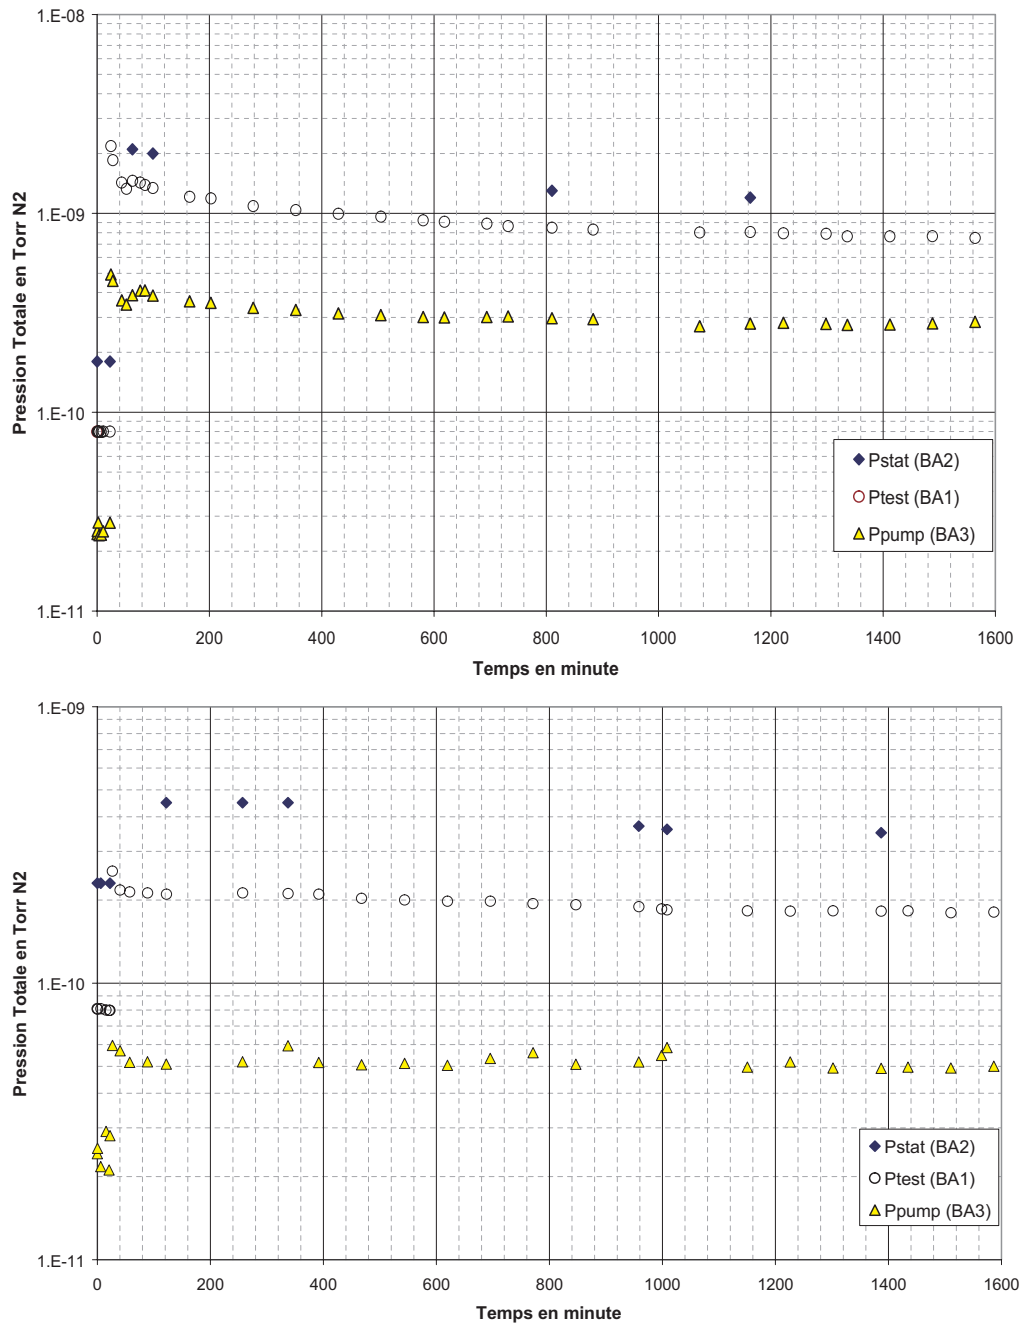 1.E-08
1.E-09
1.E-10
1.E-11
Pression Totale en Torr N2
Pstat (BA2)
Ptest (BA1)
Ppump (BA3)
0 200 400 600 800 1000 1200 1400 1600
Temps en minute
1.E-09
1.E-10
1.E-11
Pression Totale en Torr N2
Pstat (BA2)
Ptest (BA1)
Ppump (BA3)
0 200 400 600 800 1000 1200 1400 1600
Temps en minute